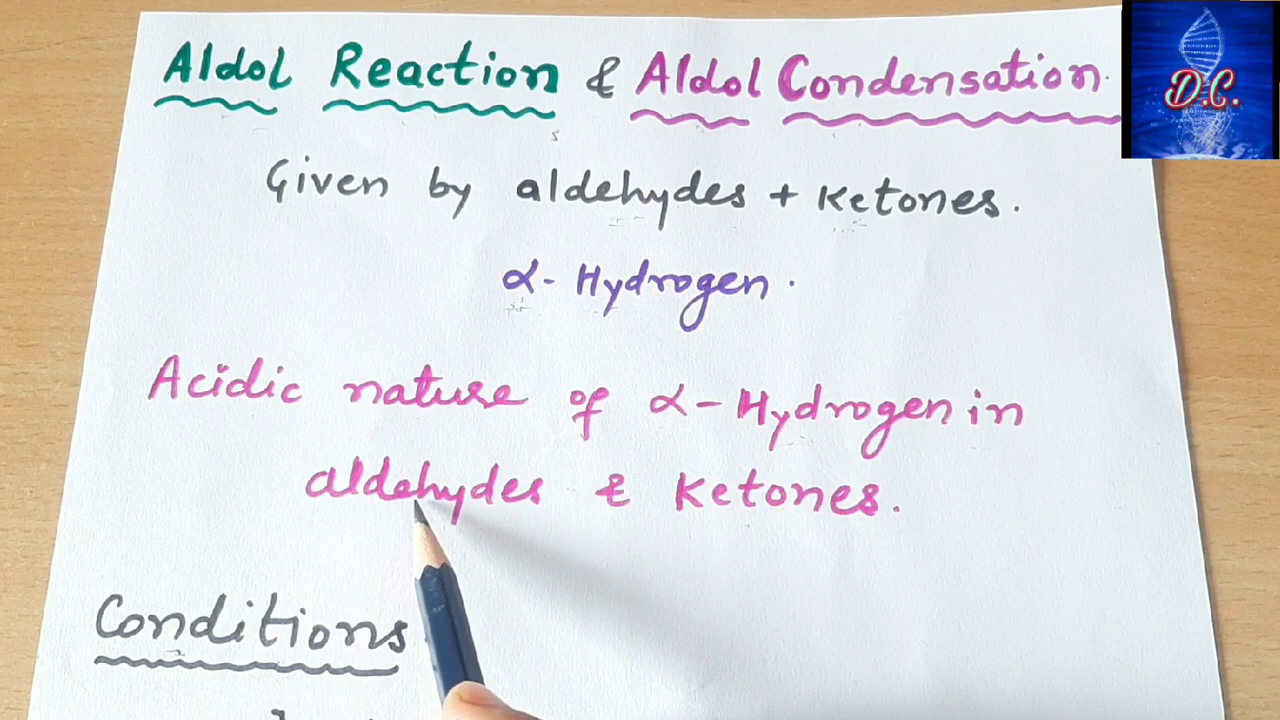 Aldol Reaction & Aldol Condensation.
D.C.
Given by aldehydes + Ketones.
α- Hydrogen.
Acidic nature of α-Hydrogen in
aldehydes & Ketones.
Conditions